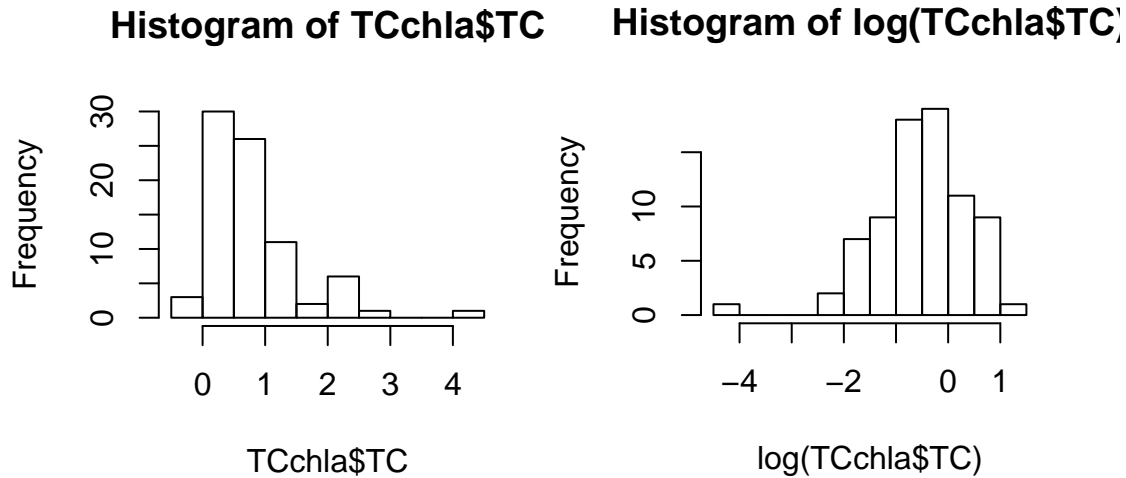 Histogram of TCchla$TC
Frequency
0 10 20 30
0 1 2 3 4
TCchla$TC
Histogram of log(TCchla$TC)
Frequency
0 5 10
−4 −2 0 1
log(TCchla$TC)